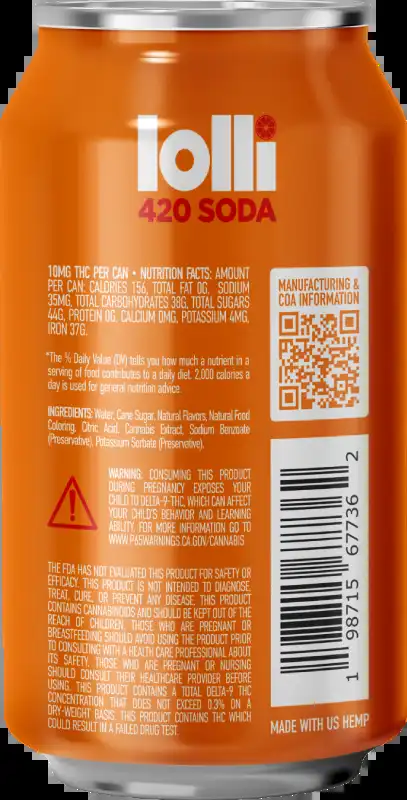 lolli
420 SODA
10MG THC PER CAN • NUTRITION FACTS: AMOUNT
PER CAN: CALORIES 156, TOTAL FAT 0G, SODIUM
35MG, TOTAL CARBOHYDRATES 38G, TOTAL SUGARS
44G, PROTEIN 0G, CALCIUM 0MG, POTASSIUM 4MG,
IRON 37G.
*The % Daily Value (DV) tells you how much a nutrient in a
serving of food contributes to a daily diet. 2,000 calories a
day is used for general nutrition advice.
INGREDIENTS: Water, Cane Sugar, Natural Flavors, Natural Food
Coloring, Citric Acid, Cannabis Extract, Sodium Benzoate
(Preservative), Potassium Sorbate (Preservative).
WARNING: CONSUMING THIS PRODUCT
DURING PREGNANCY EXPOSES YOUR
CHILD TO DELTA-9-THC, WHICH CAN AFFECT
YOUR CHILD'S BEHAVIOR AND LEARNING
ABILITY. FOR MORE INFORMATION GO TO
WWW.P65WARNINGS.CA.GOV/CANNABIS
THE FDA HAS NOT EVALUATED THIS PRODUCT FOR SAFETY OR
EFFICACY. THIS PRODUCT IS NOT INTENDED TO DIAGNOSE,
TREAT, CURE, OR PREVENT ANY DISEASE. THIS PRODUCT
CONTAINS CANNABINOIDS AND SHOULD BE KEPT OUT OF THE
REACH OF CHILDREN. THOSE WHO ARE PREGNANT OR
BREASTFEEDING SHOULD AVOID USING THE PRODUCT PRIOR
TO CONSULTING WITH A HEALTH CARE PROFESSIONAL ABOUT
ITS SAFETY. THOSE WHO ARE PREGNANT OR NURSING
SHOULD CONSULT THEIR HEALTHCARE PROVIDER BEFORE
USING. THIS PRODUCT CONTAINS A TOTAL DELTA-9 THC
CONCENTRATION THAT DOES NOT EXCEED 0.3% ON A
DRY-WEIGHT BASIS. THIS PRODUCT CONTAINS THC WHICH
COULD RESULT IN A FAILED DRUG TEST.
MANUFACTURING &
COA INFORMATION
1 98715 67736 2
MADE WITH US HEMP